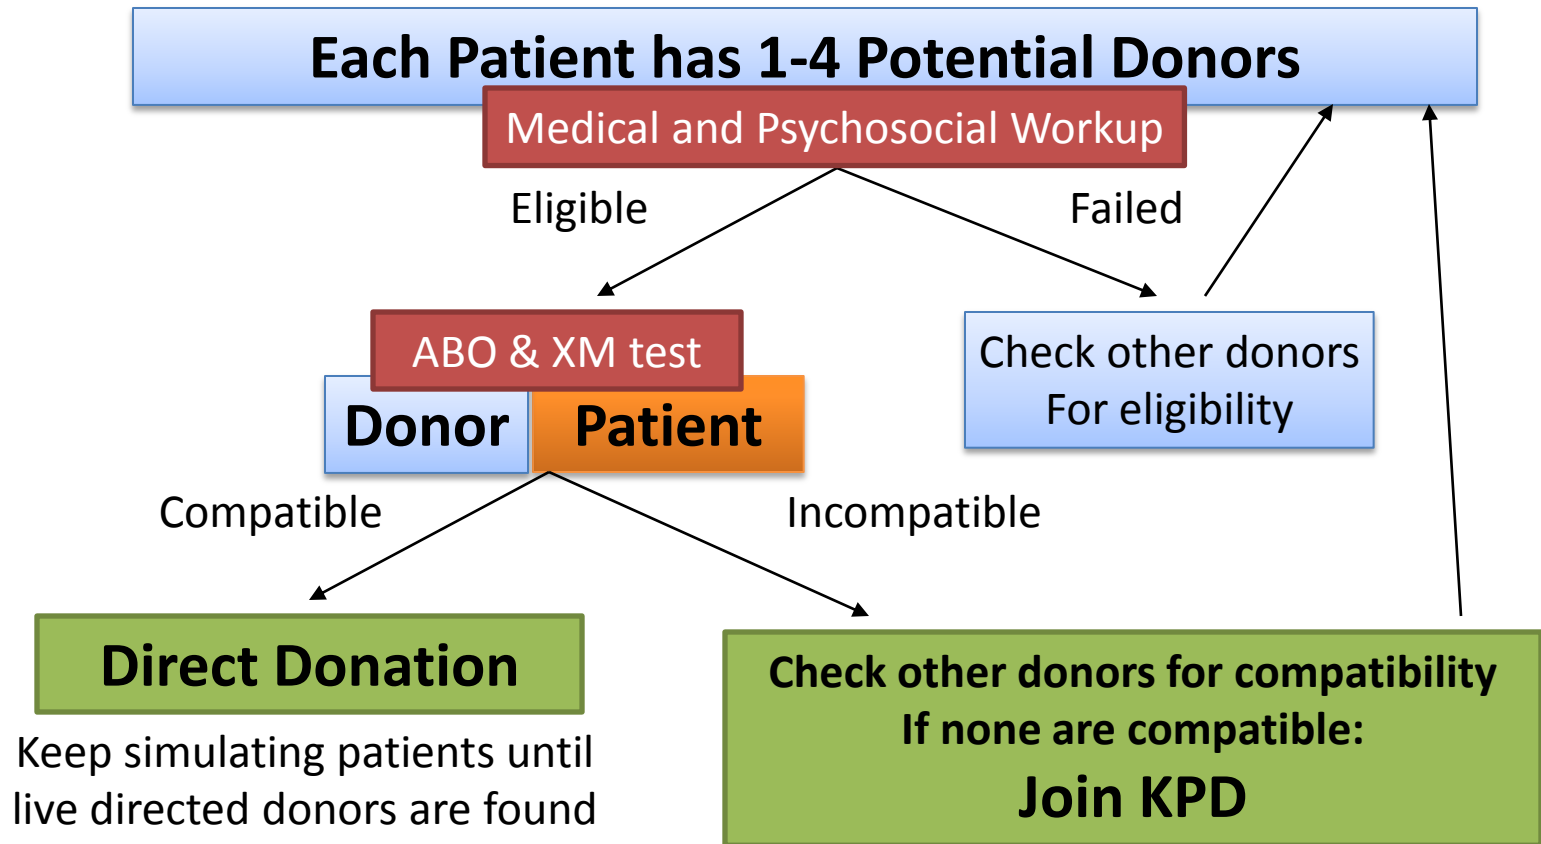 Each Patient has 1-4 Potential Donors
Medical and Psychosocial Workup
Eligible
Failed
ABO & XM test
Donor
Patient
Check other donors
For eligibility
Compatible
Incompatible
Direct Donation
Keep simulating patients until
live directed donors are found
Check other donors for compatibility
If none are compatible:
Join KPD